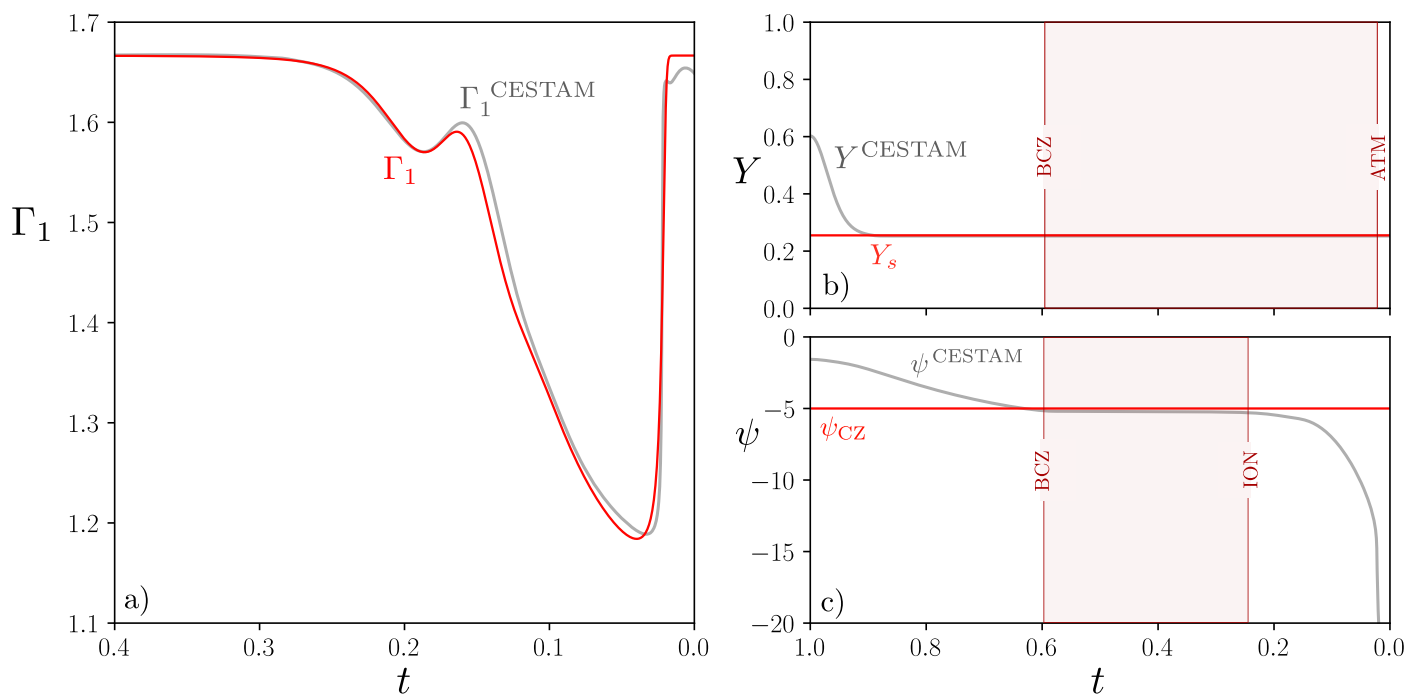 1.7
1.6
1.5
1.4
1.3
1.2
1.1
Γ₁
Γ₁^CESTAM
Γ₁
a)
0.4 0.3 0.2 0.1 0.0
t
1.0
0.8
0.6
0.4
0.2
0.0
Y
Y^CESTAM
Y_s
BCZ
ATM
b)
0
−5
−10
−15
−20
ψ
ψ^CESTAM
ψ_CZ
BCZ
ION
c)
1.0 0.8 0.6 0.4 0.2 0.0
t